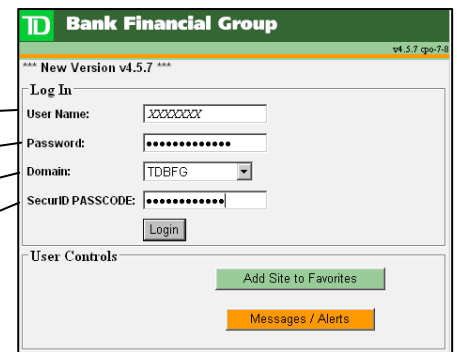 TD Bank Financial Group
v4.5.7 cpo-7-8
*** New Version v4.5.7 ***
Log In
User Name: XXXXXXX
Password: •••••••••••••
Domain: TDBFG
SecurID PASSCODE: ••••••••••••
Login
User Controls
Add Site to Favorites
Messages / Alerts